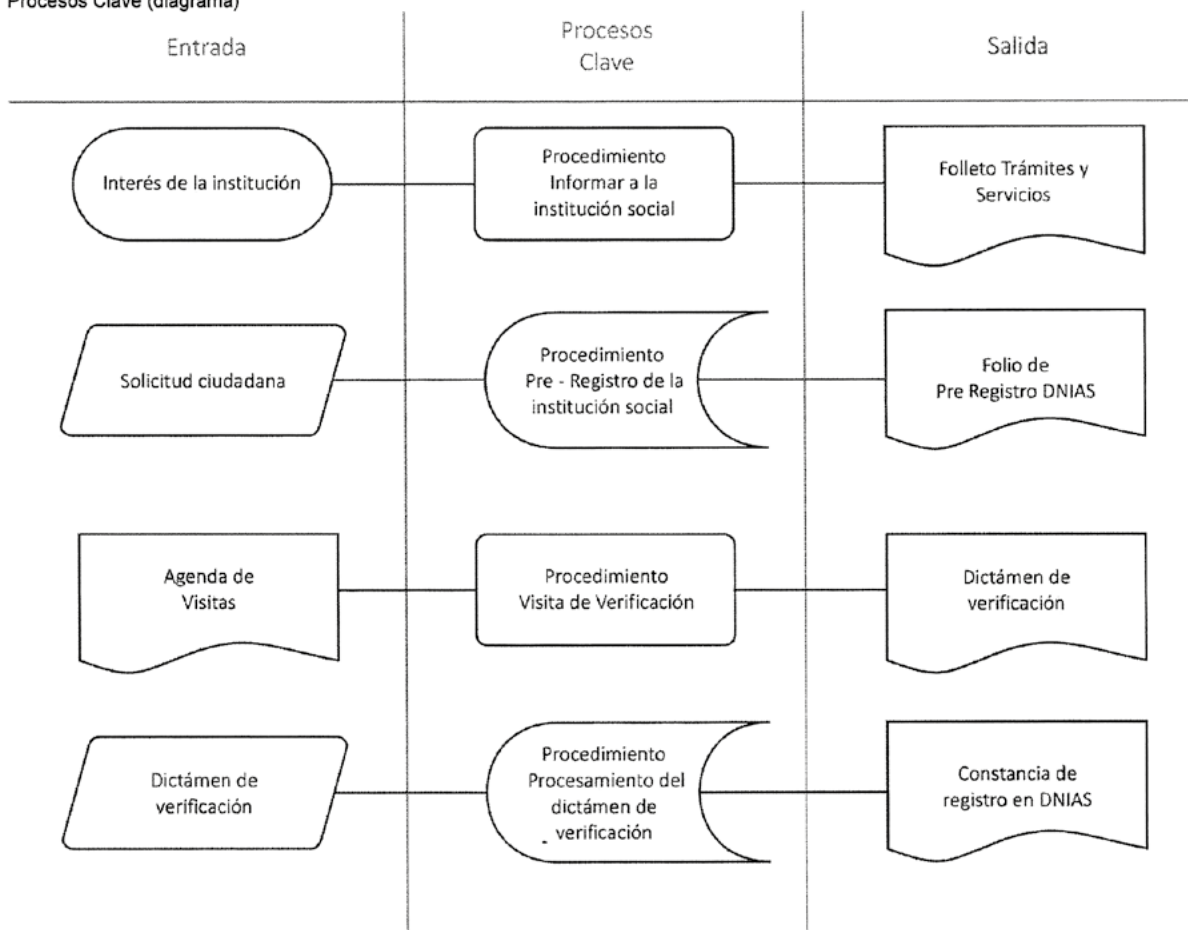 Procesos Clave (diagrama)
Entrada
Procesos
Clave
Salida
Interés de la institución
Procedimiento
Informar a la
institución social
Folleto Trámites y
Servicios
Solicitud ciudadana
Procedimiento
Pre - Registro de la
institución social
Folio de
Pre Registro DNIAS
Agenda de
Visitas
Procedimiento
Visita de Verificación
Dictámen de
verificación
Dictámen de
verificación
Procedimiento
Procesamiento del
dictámen de
verificación
Constancia de
registro en DNIAS